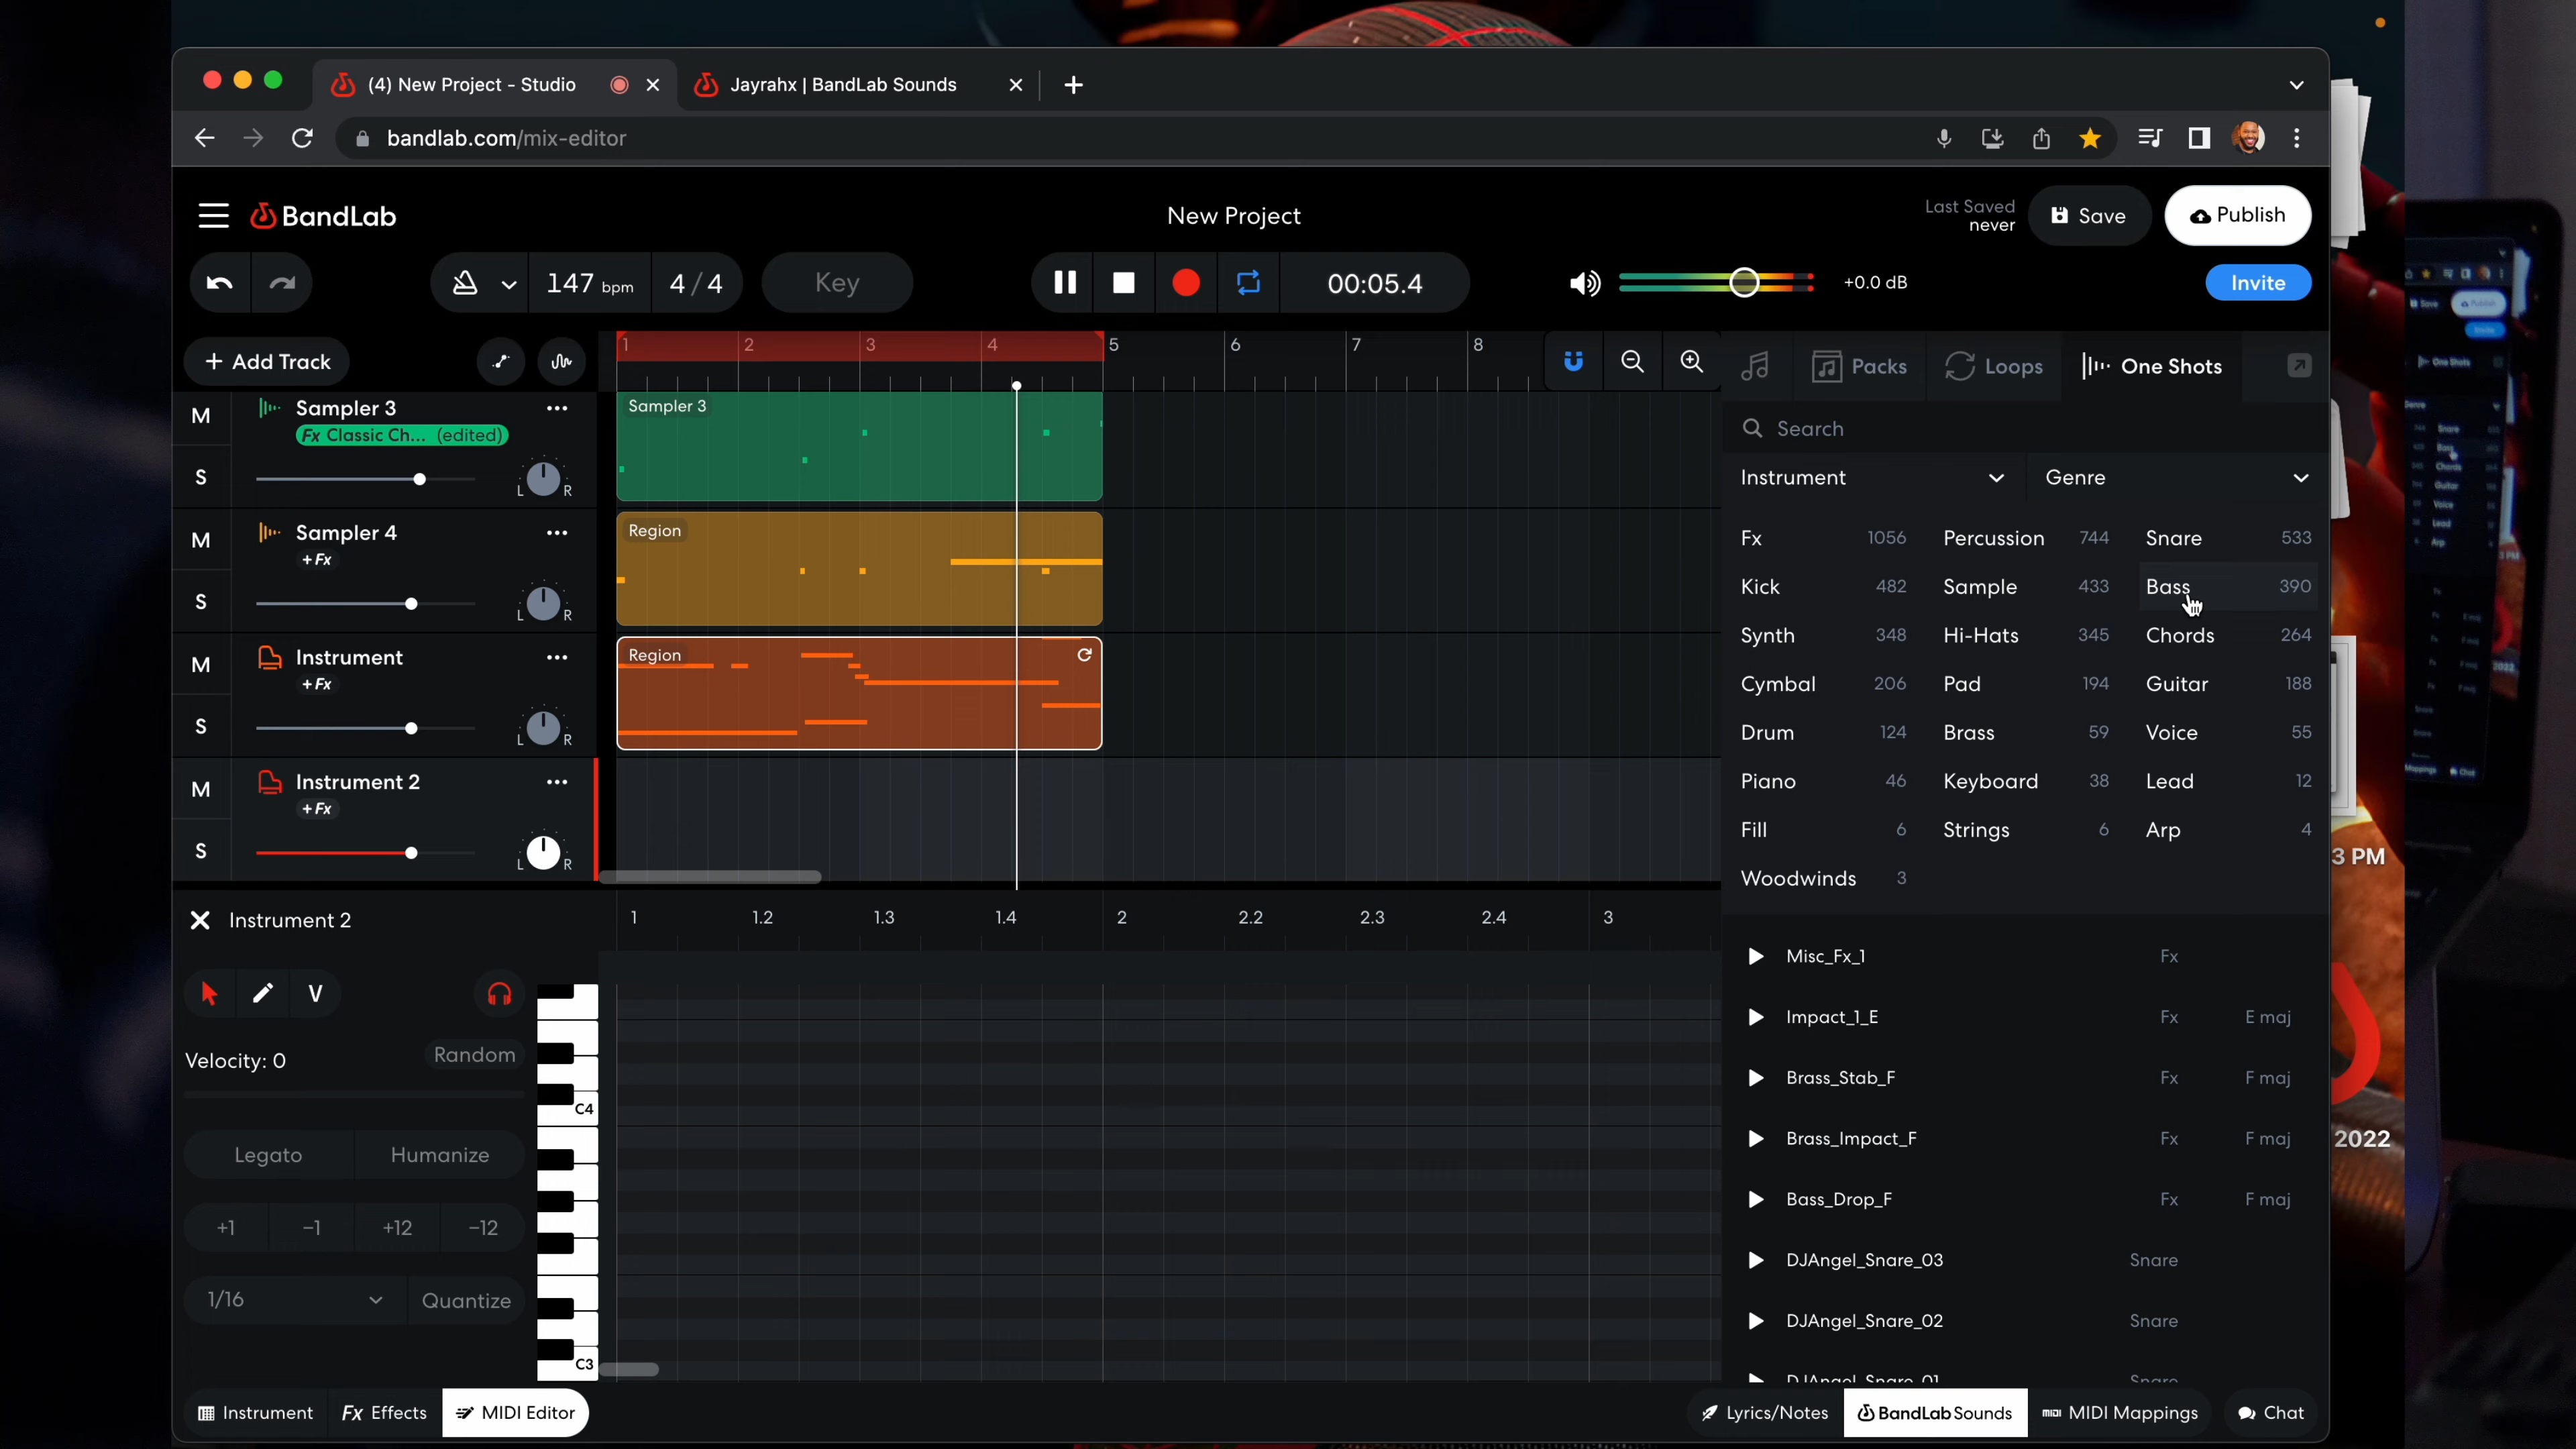 (4) New Project - Studio
Jayrahx | BandLab Sounds
bandlab.com/mix-editor
BandLab
New Project
Last Saved
never
Save
Publish
147 bpm
4 / 4
Key
00:05.4
+0.0 dB
Invite
+ Add Track
1 2 3 4 5 6 7 8
Packs
Loops
One Shots
M
Sampler 3
Fx Classic Ch... (edited)
S
L R
Sampler 3
Search
Instrument
Genre
M
Sampler 4
+Fx
S
L R
Region
M
Instrument
+Fx
S
L R
Region
M
Instrument 2
+Fx
S
L R
Fx 1056 Percussion 744 Snare 533
Kick 482 Sample 433 Bass 390
Synth 348 Hi-Hats 345 Chords 264
Cymbal 206 Pad 194 Guitar 188
Drum 124 Brass 59 Voice 55
Piano 46 Keyboard 38 Lead 12
Fill 6 Strings 6 Arp 4
Woodwinds 3
3 PM
Instrument 2
1 1.2 1.3 1.4 2 2.2 2.3 2.4 3
V
Velocity: 0
Random
C4
Legato
Humanize
+1 -1 +12 -12
1/16
Quantize
C3
Misc_Fx_1 Fx
Impact_1_E Fx E maj
Brass_Stab_F Fx F maj
Brass_Impact_F Fx F maj
2022
Bass_Drop_F Fx F maj
DJAngel_Snare_03 Snare
DJAngel_Snare_02 Snare
DJAngel_Snare_01 Snare
Instrument
Fx Effects
MIDI Editor
Lyrics/Notes
BandLab Sounds
MIDI Mappings
Chat